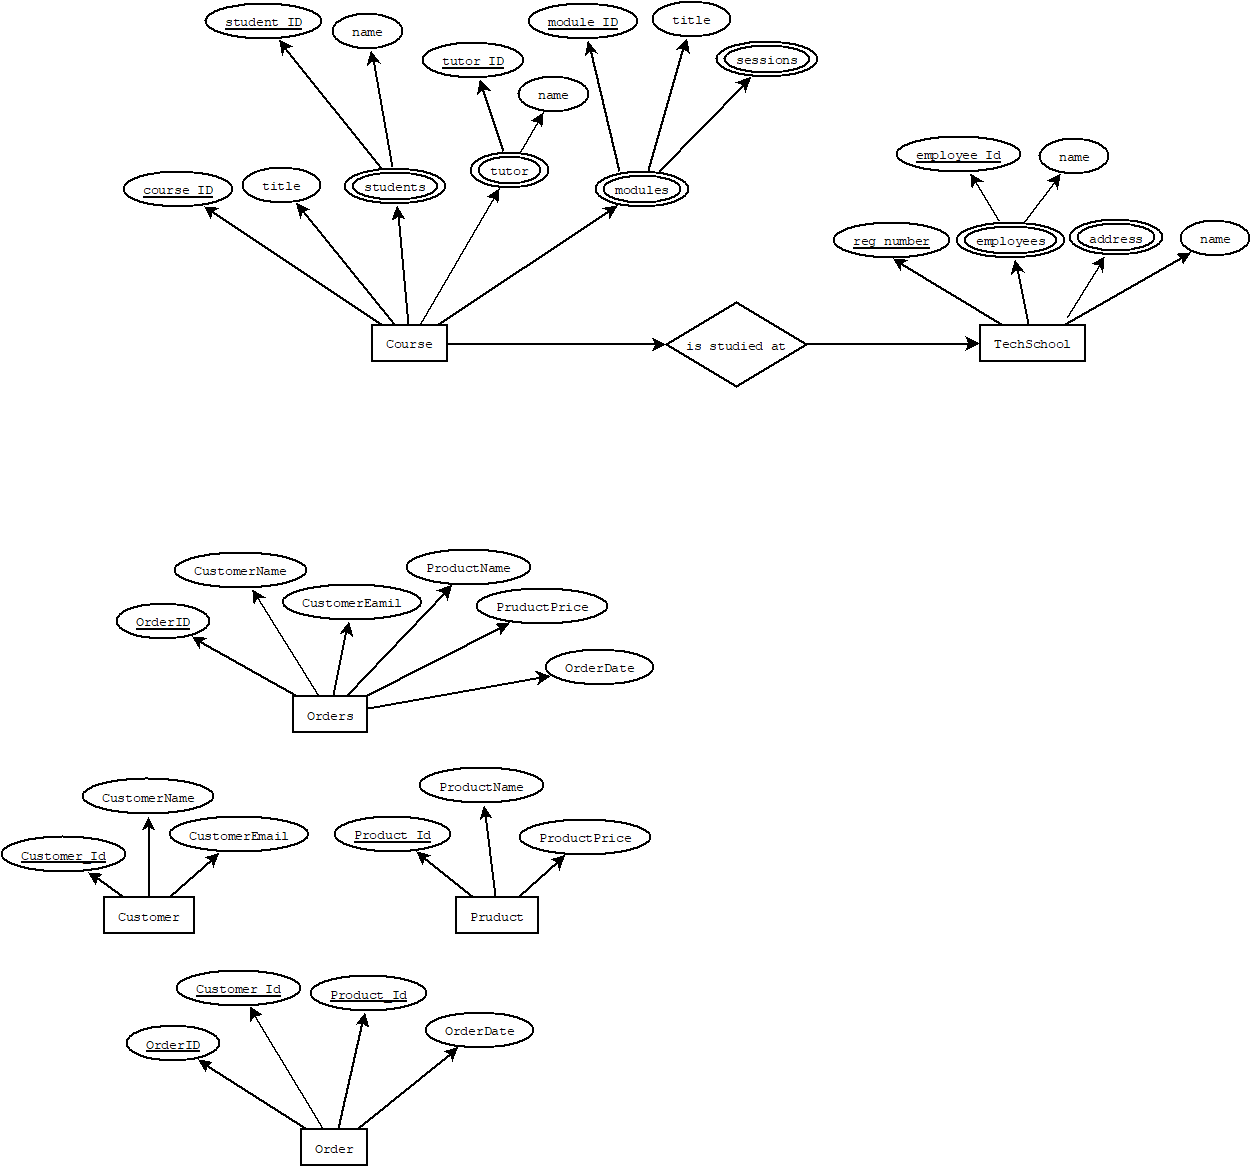 student_ID
name
module_ID
title
sessions
tutor_ID
name
course_ID
title
students
tutor
modules
employee_Id
name
reg_number
employees
address
name
Course
is studied at
TechSchool
CustomerName
ProductName
OrderID
CustomerEamil
PruductPrice
OrderDate
Orders
CustomerName
ProductName
Customer_Id
CustomerEmail
Product_Id
ProductPrice
Customer
Pruduct
Customer_Id
Product_Id
OrderID
OrderDate
Order